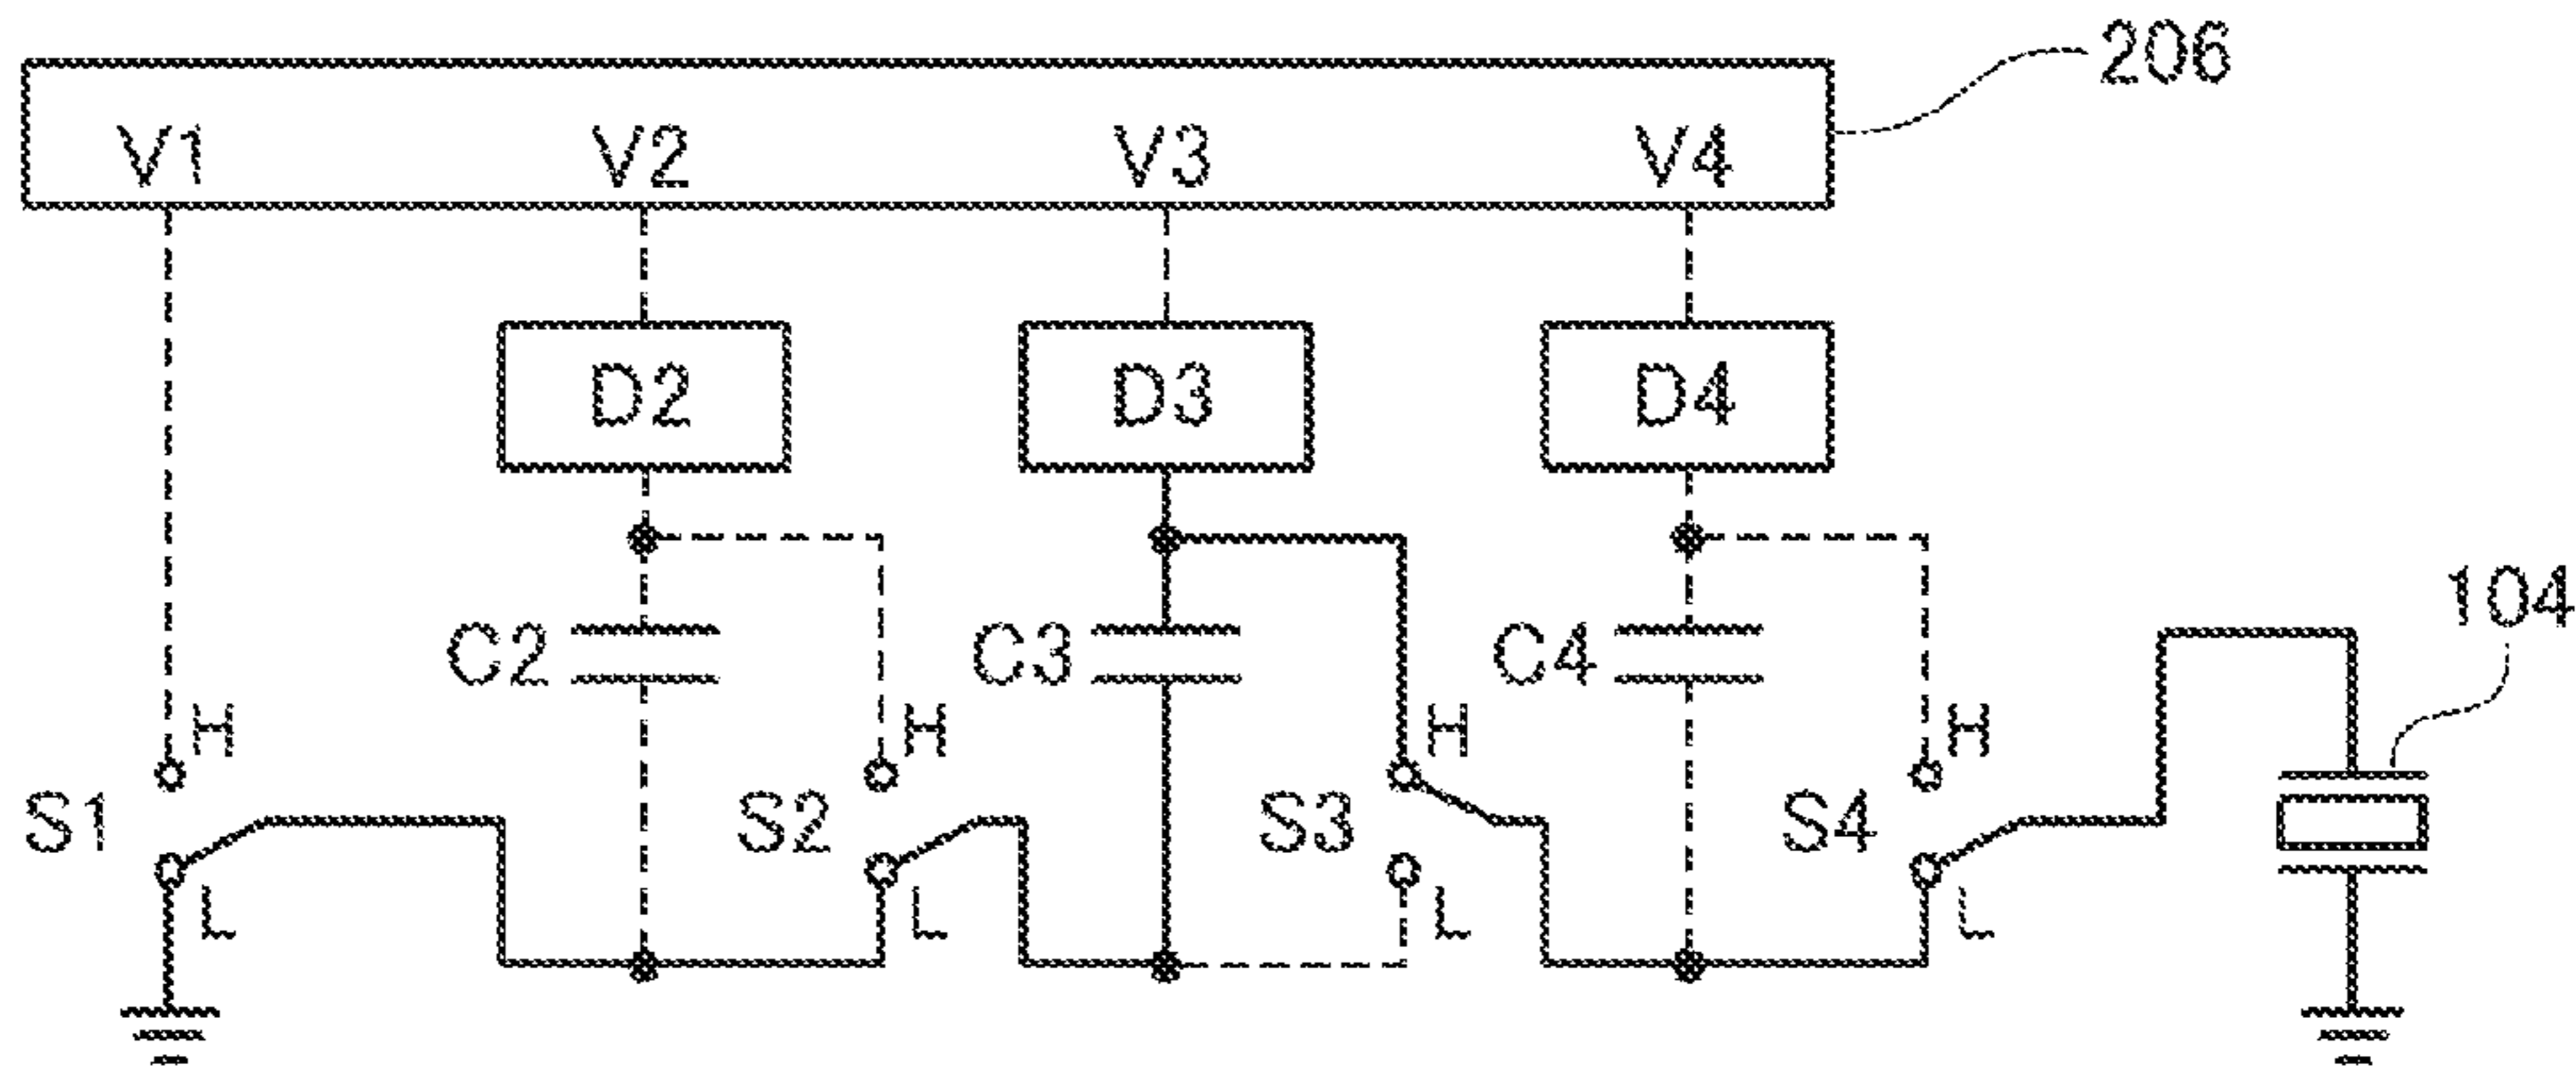 206
V1 V2 V3 V4
D2 D3 D4
104
C2 C3 C4
H H H H
S1 S2 S3 S4
L L L L